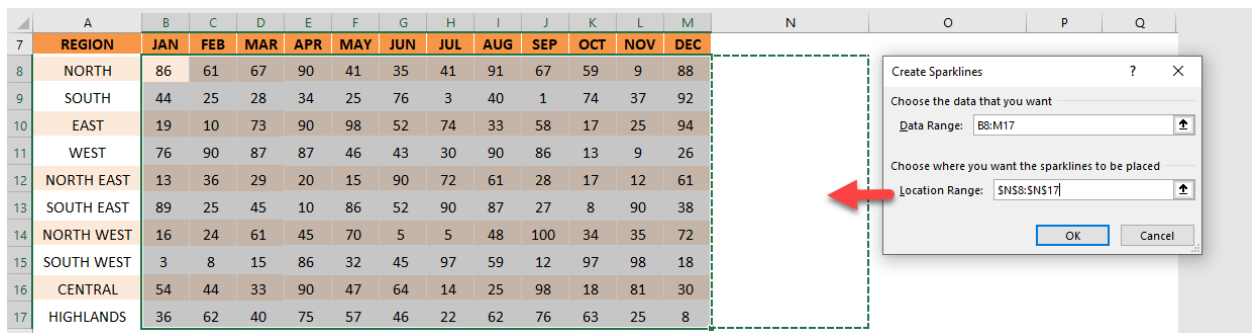 A B C D E F G H I J K L M N O P Q
7 REGION JAN FEB MAR APR MAY JUN JUL AUG SEP OCT NOV DEC
8 NORTH 86 61 67 90 41 35 41 91 67 59 9 88
9 SOUTH 44 25 28 34 25 76 3 40 1 74 37 92
10 EAST 19 10 73 90 98 52 74 33 58 17 25 94
11 WEST 76 90 87 87 46 43 30 90 86 13 9 26
12 NORTH EAST 13 36 29 20 15 90 72 61 28 17 12 61
13 SOUTH EAST 89 25 45 10 86 52 90 87 27 8 90 38
14 NORTH WEST 16 24 61 45 70 5 5 48 100 34 35 72
15 SOUTH WEST 3 8 15 86 32 45 97 59 12 97 98 18
16 CENTRAL 54 44 33 90 47 64 14 25 98 18 81 30
17 HIGHLANDS 36 62 40 75 57 46 22 62 76 63 25 8
Create Sparklines ? ×
Choose the data that you want
Data Range: B8:M17
Choose where you want the sparklines to be placed
Location Range: $N$8:$N$17
OK Cancel